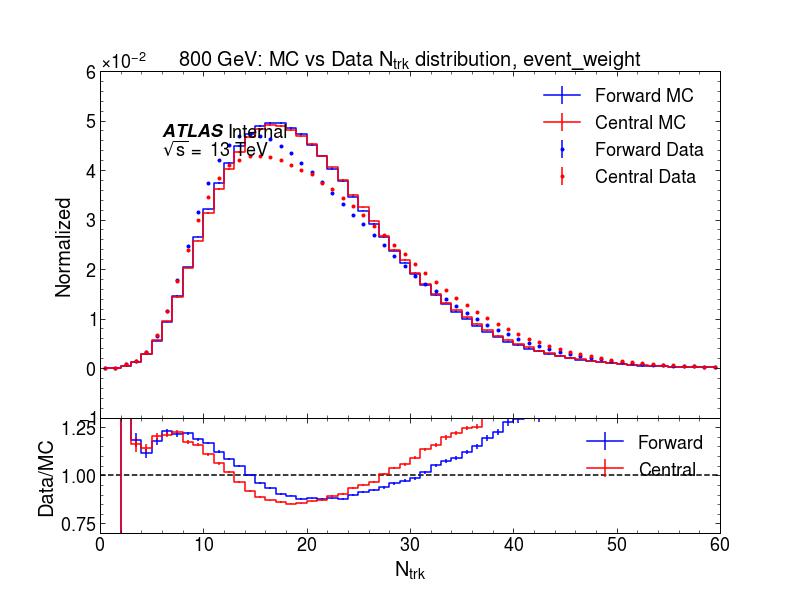 ×10⁻² 800 GeV: MC vs Data N_trk distribution, event_weight
6
5
4
3
2
1
0
−1
Normalized
ATLAS Internal
√s = 13 TeV
Forward MC
Central MC
Forward Data
Central Data
1.25
1.00
0.75
Data/MC
Forward
Central
0 10 20 30 40 50 60
N_trk